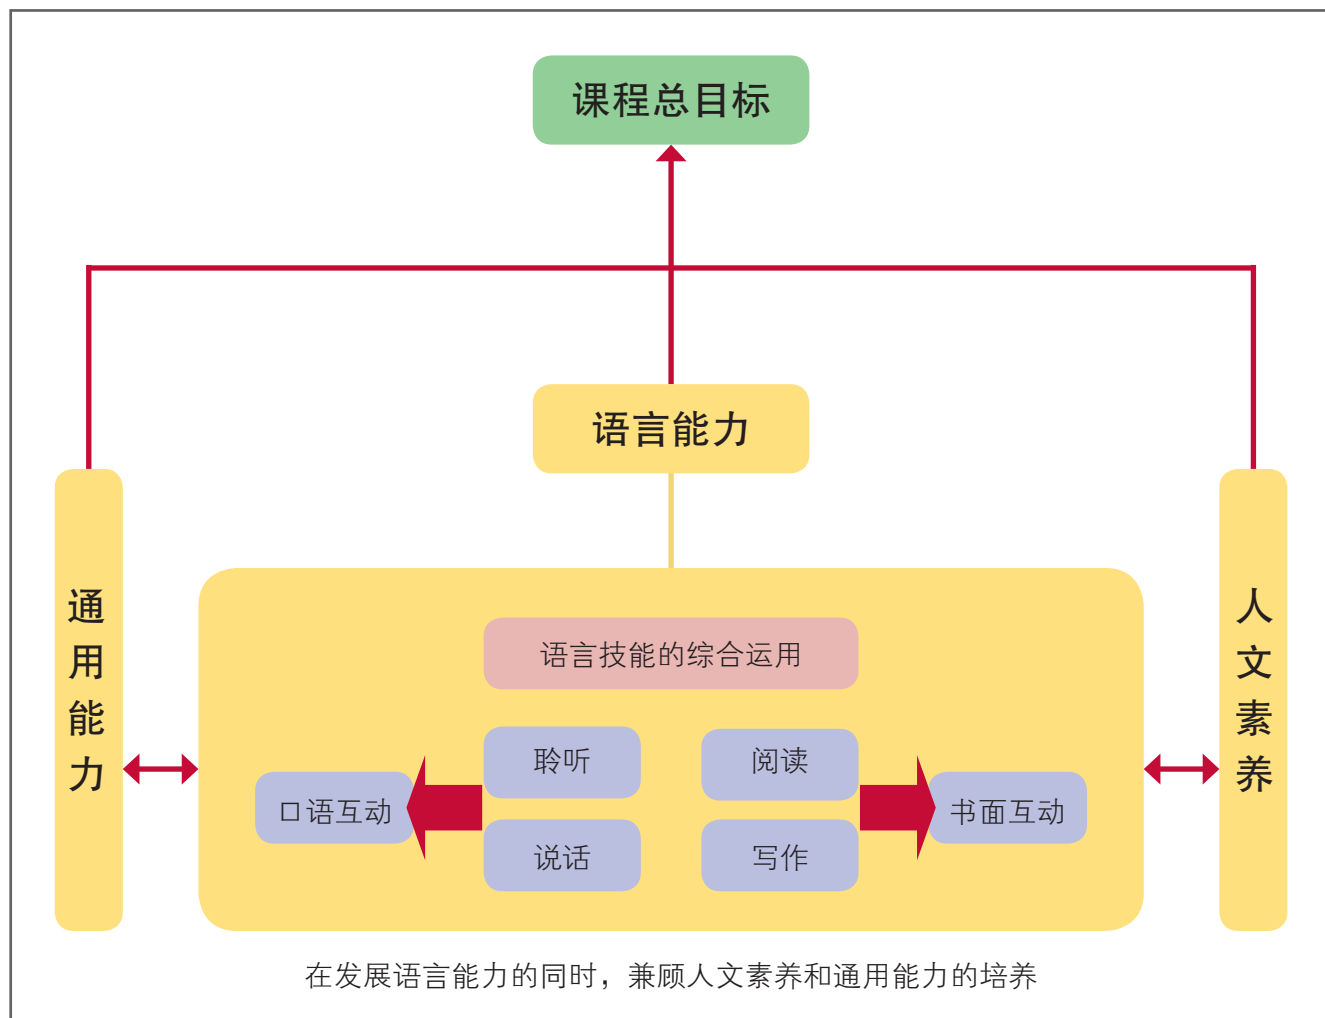 课程总目标
语言能力
通用能力
人文素养
语言技能的综合运用
聆听
阅读
口语互动
书面互动
说话
写作
在发展语言能力的同时，兼顾人文素养和通用能力的培养